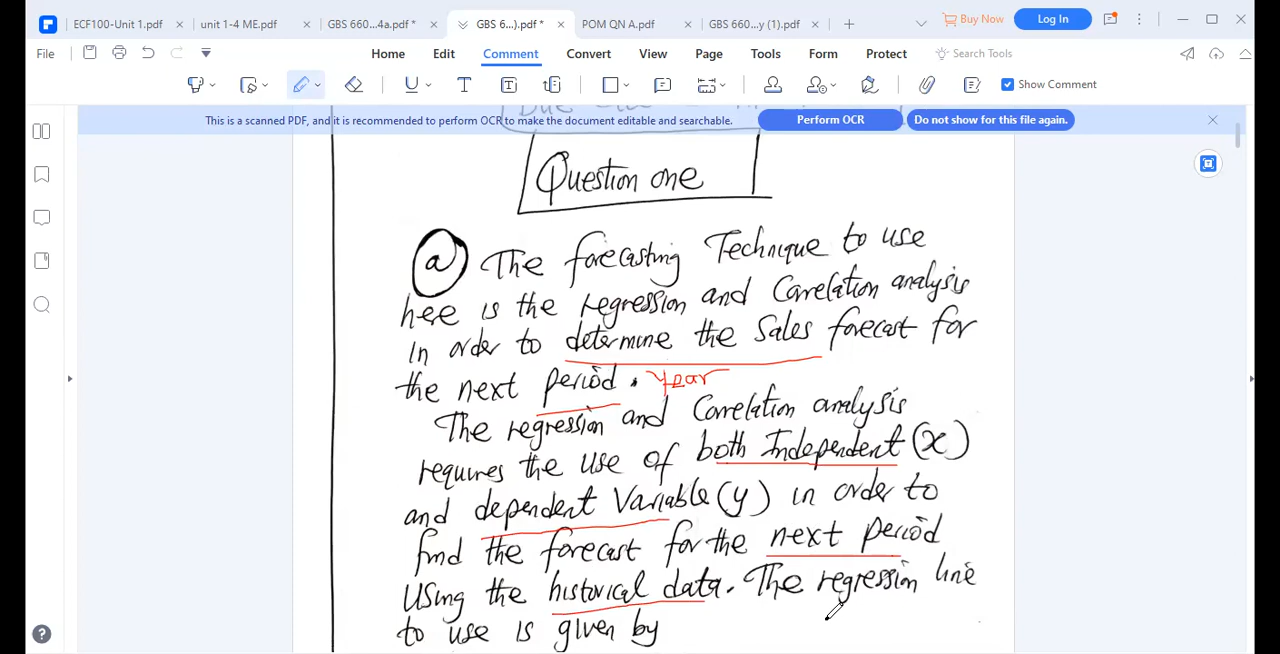 ECF100-Unit 1.pdf
unit 1-4 ME.pdf
GBS 660....4a.pdf *
GBS 6...).pdf *
POM QN A.pdf
GBS 660...y (1).pdf
Buy Now
Log In
File
Home
Edit
Comment
Convert
View
Page
Tools
Form
Protect
Search Tools
Show Comment
This is a scanned PDF, and it is recommended to perform OCR to make the document editable and searchable.
Perform OCR
Do not show for this file again.
Question one
(a) The forecasting Technique to use
here is the regression and Correlation analysis
in order to determine the Sales forecast for
the next period. Year
The regression and Correlation analysis
requires the use of both Independent (x)
and dependent Variable (y) in order to
find the forecast for the next period
Using the historical data. The regression line
to use is given by